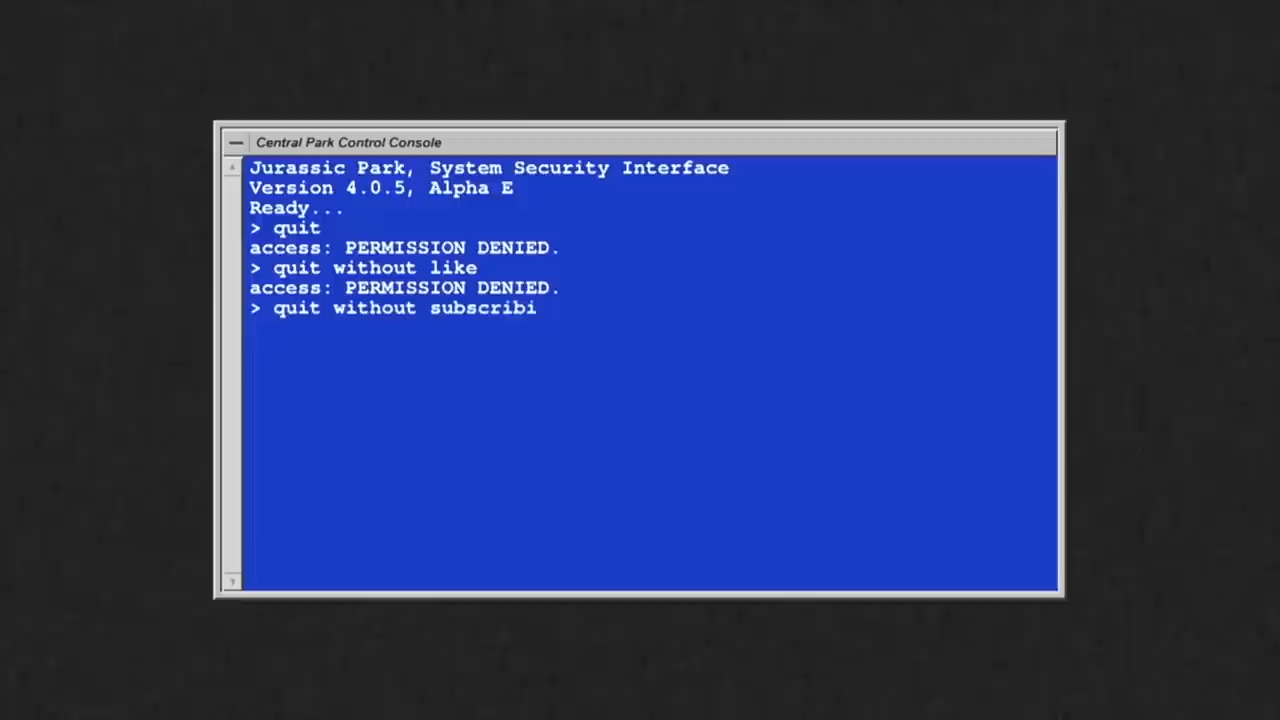 Central Park Control Console
Jurassic Park, System Security Interface
Version 4.0.5, Alpha E
Ready...
> quit
access: PERMISSION DENIED.
> quit without like
access: PERMISSION DENIED.
> quit without subscribi